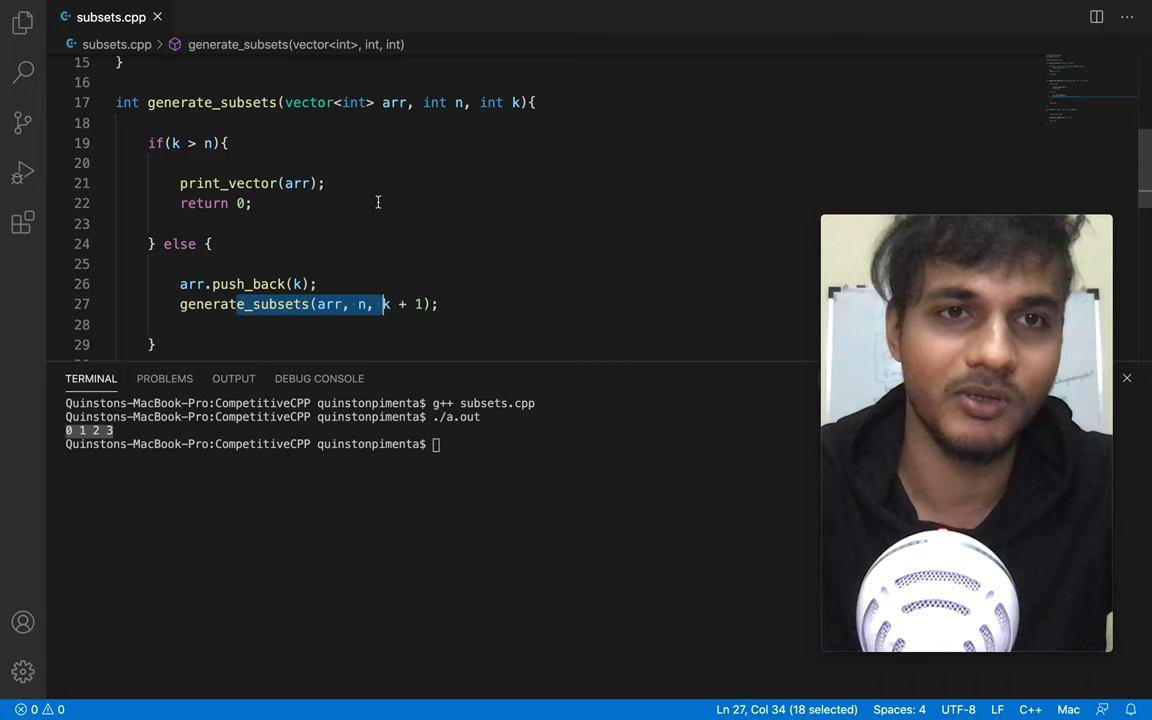 subsets.cpp
subsets.cpp > generate_subsets(vector<int>, int, int)
15 }
16
17 int generate_subsets(vector<int> arr, int n, int k){
18
19 if(k > n){
20
21 print_vector(arr);
22 return 0;
23
24 } else {
25
26 arr.push_back(k);
27 generate_subsets(arr, n, k + 1);
28
29 }
TERMINAL PROBLEMS OUTPUT DEBUG CONSOLE
Quinstons-MacBook-Pro:CompetitiveCPP quinstonpimenta$ g++ subsets.cpp
Quinstons-MacBook-Pro:CompetitiveCPP quinstonpimenta$ ./a.out
0 1 2 3
Quinstons-MacBook-Pro:CompetitiveCPP quinstonpimenta$
0 0 Ln 27, Col 34 (18 selected) Spaces: 4 UTF-8 LF C++ Mac